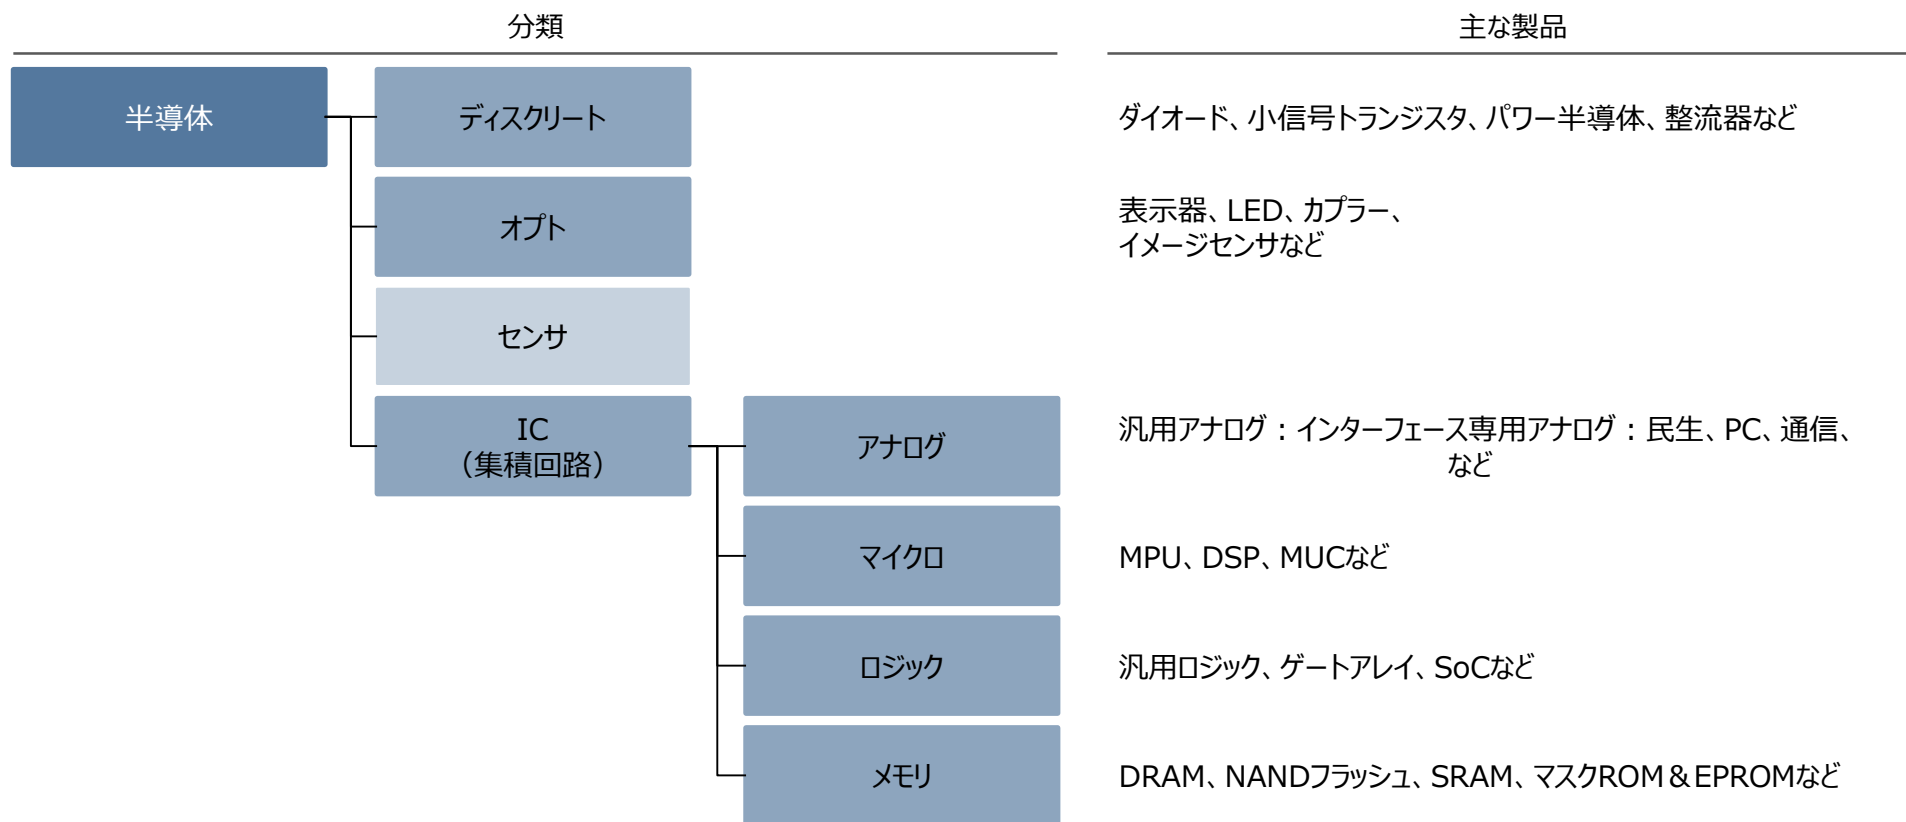 分類
主な製品
半導体
ディスクリート
ダイオード、小信号トランジスタ、パワー半導体、整流器など
オプト
表示器、LED、カプラー、
イメージセンサなど
センサ
IC
（集積回路）
アナログ
汎用アナログ：インターフェース専用アナログ：民生、PC、通信、
など
マイクロ
MPU、DSP、MUCなど
ロジック
汎用ロジック、ゲートアレイ、SoCなど
メモリ
DRAM、NANDフラッシュ、SRAM、マスクROM＆EPROMなど